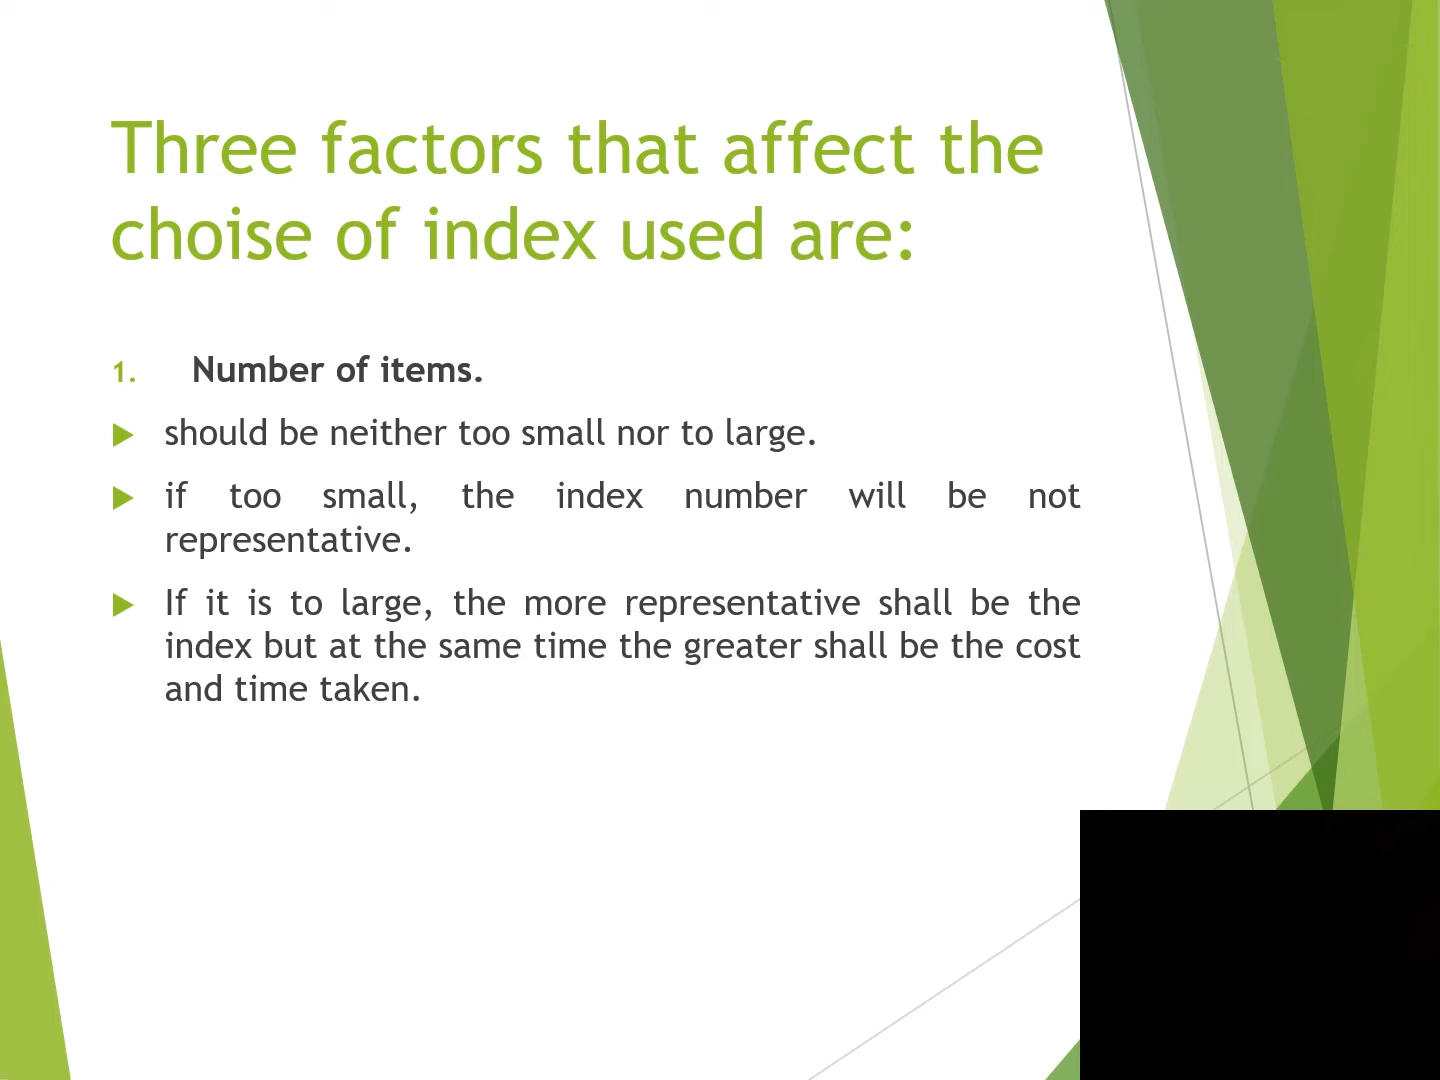 Three factors that affect the
choise of index used are:
1. Number of items.
should be neither too small nor to large.
if too small, the index number will be not
representative.
If it is to large, the more representative shall be the
index but at the same time the greater shall be the cost
and time taken.